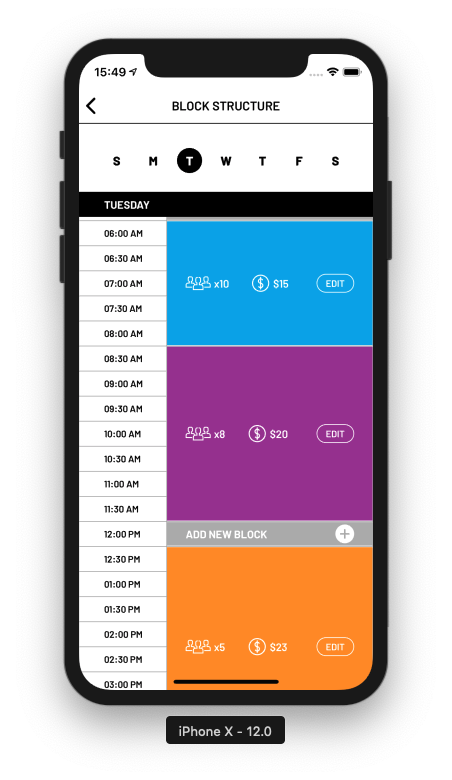 15:49
BLOCK STRUCTURE
S M T W T F S
TUESDAY
06:00 AM
06:30 AM
07:00 AM x10 $ $15 EDIT
07:30 AM
08:00 AM
08:30 AM
09:00 AM
09:30 AM
10:00 AM x8 $ $20 EDIT
10:30 AM
11:00 AM
11:30 AM
12:00 PM ADD NEW BLOCK +
12:30 PM
01:00 PM
01:30 PM
02:00 PM x5 $ $23 EDIT
02:30 PM
03:00 PM
iPhone X - 12.0